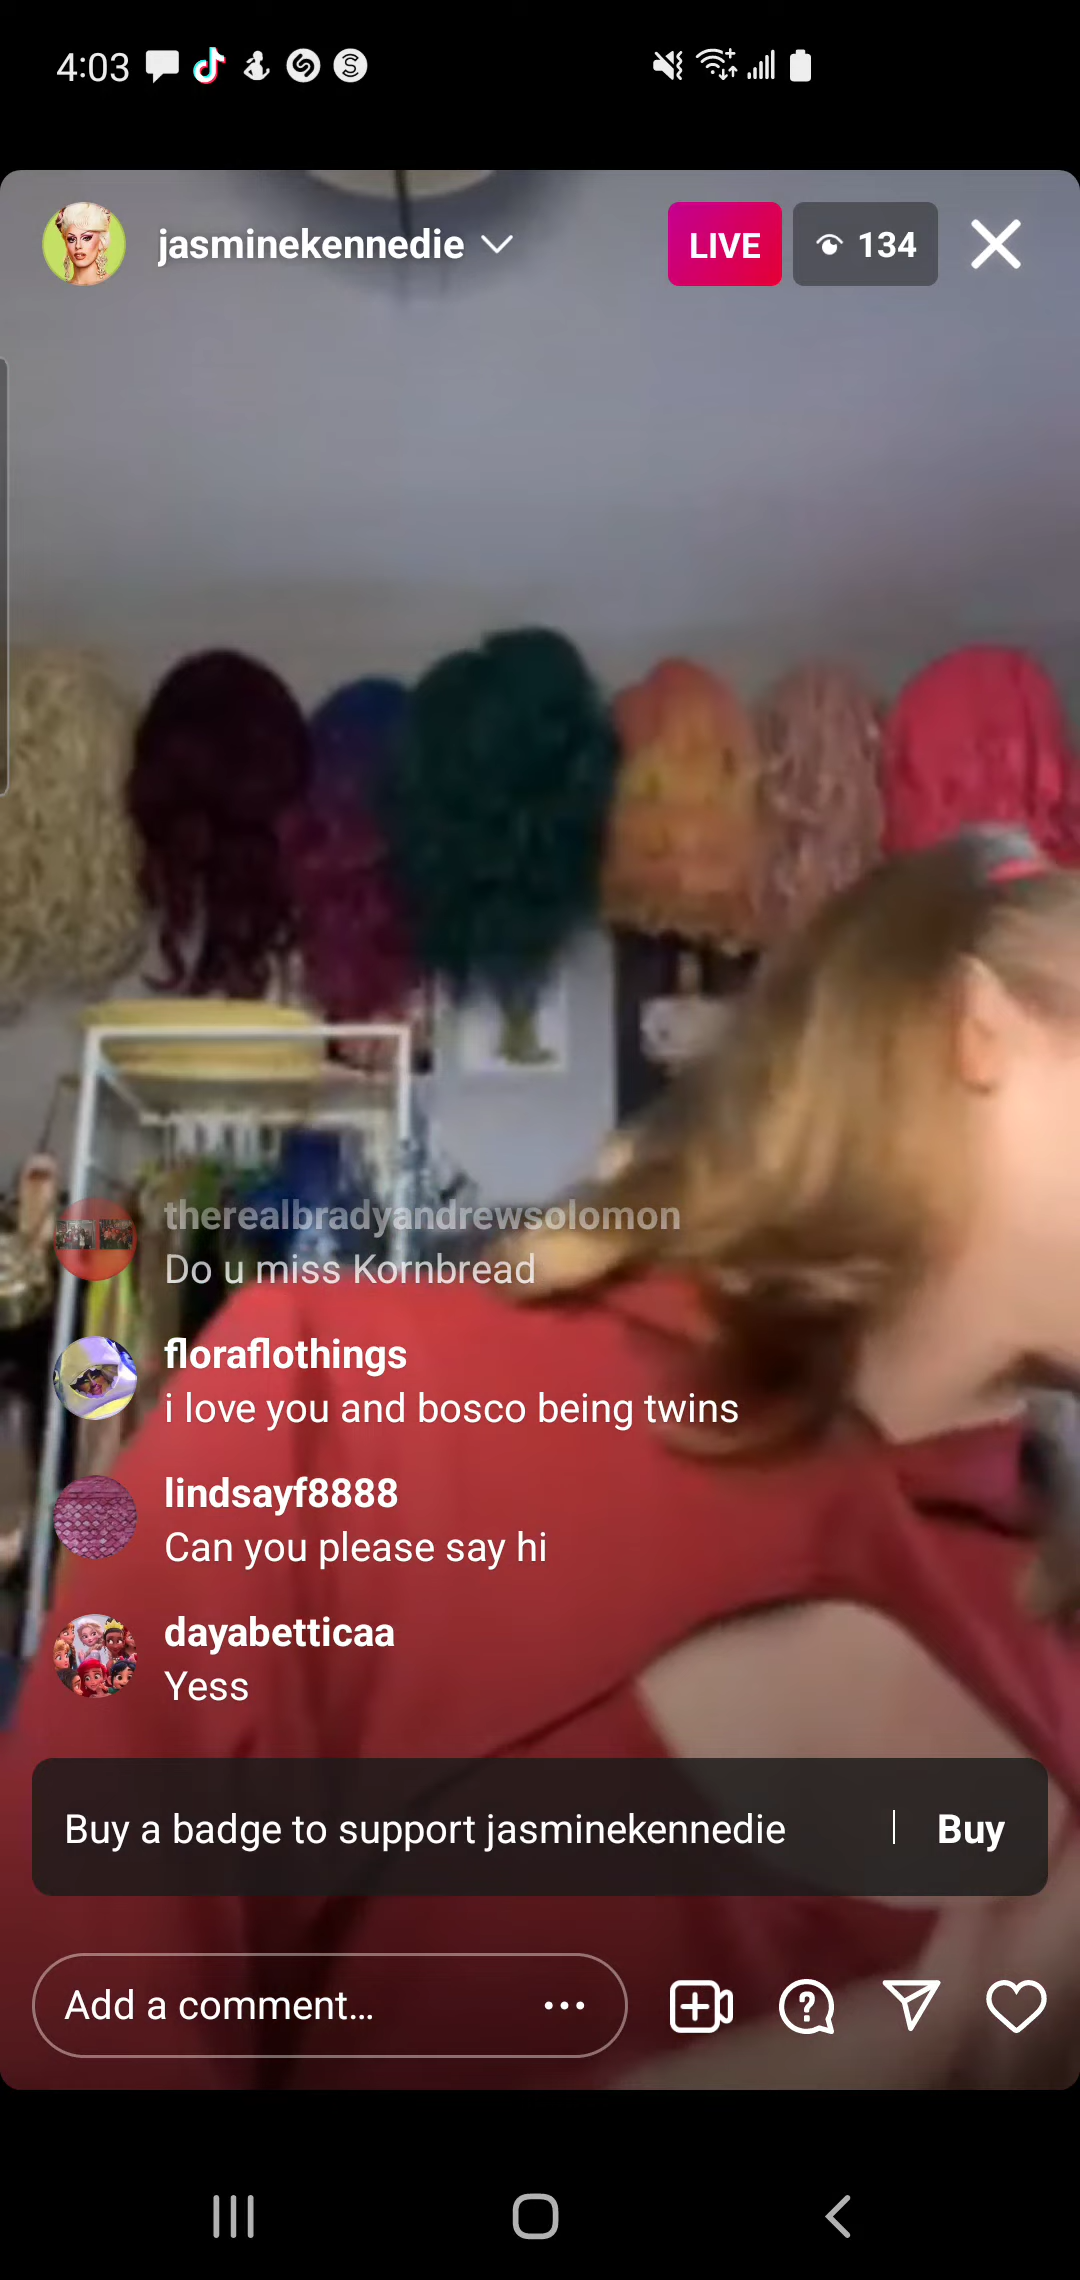 4:03
jasminekennedie
LIVE
134
therealbradyandrewsolomon
Do u miss Kornbread
floraflothings
i love you and bosco being twins
lindsayf8888
Can you please say hi
dayabetticaa
Yess
Buy a badge to support jasminekennedie | Buy
Add a comment...